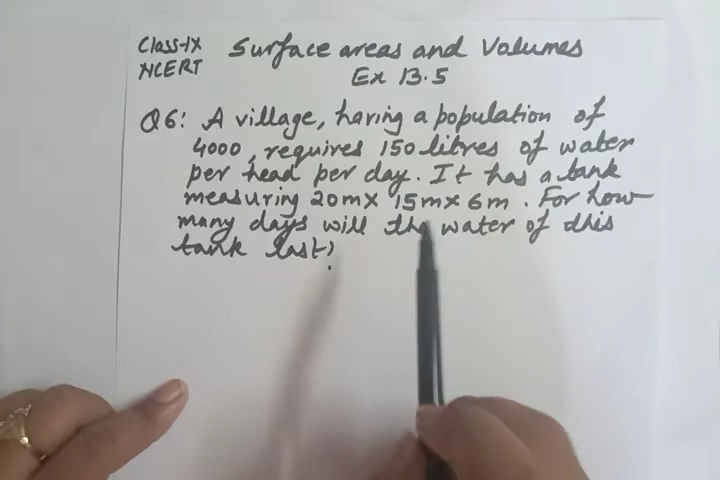 Class-IX Surface areas and Volumes
NCERT Ex 13.5
Q6: A village, having a population of
4000, requires 150 litres of water
per head per day. It has a tank
measuring 20m x 15m x 6m. For how
many days will the water of this
tank last?